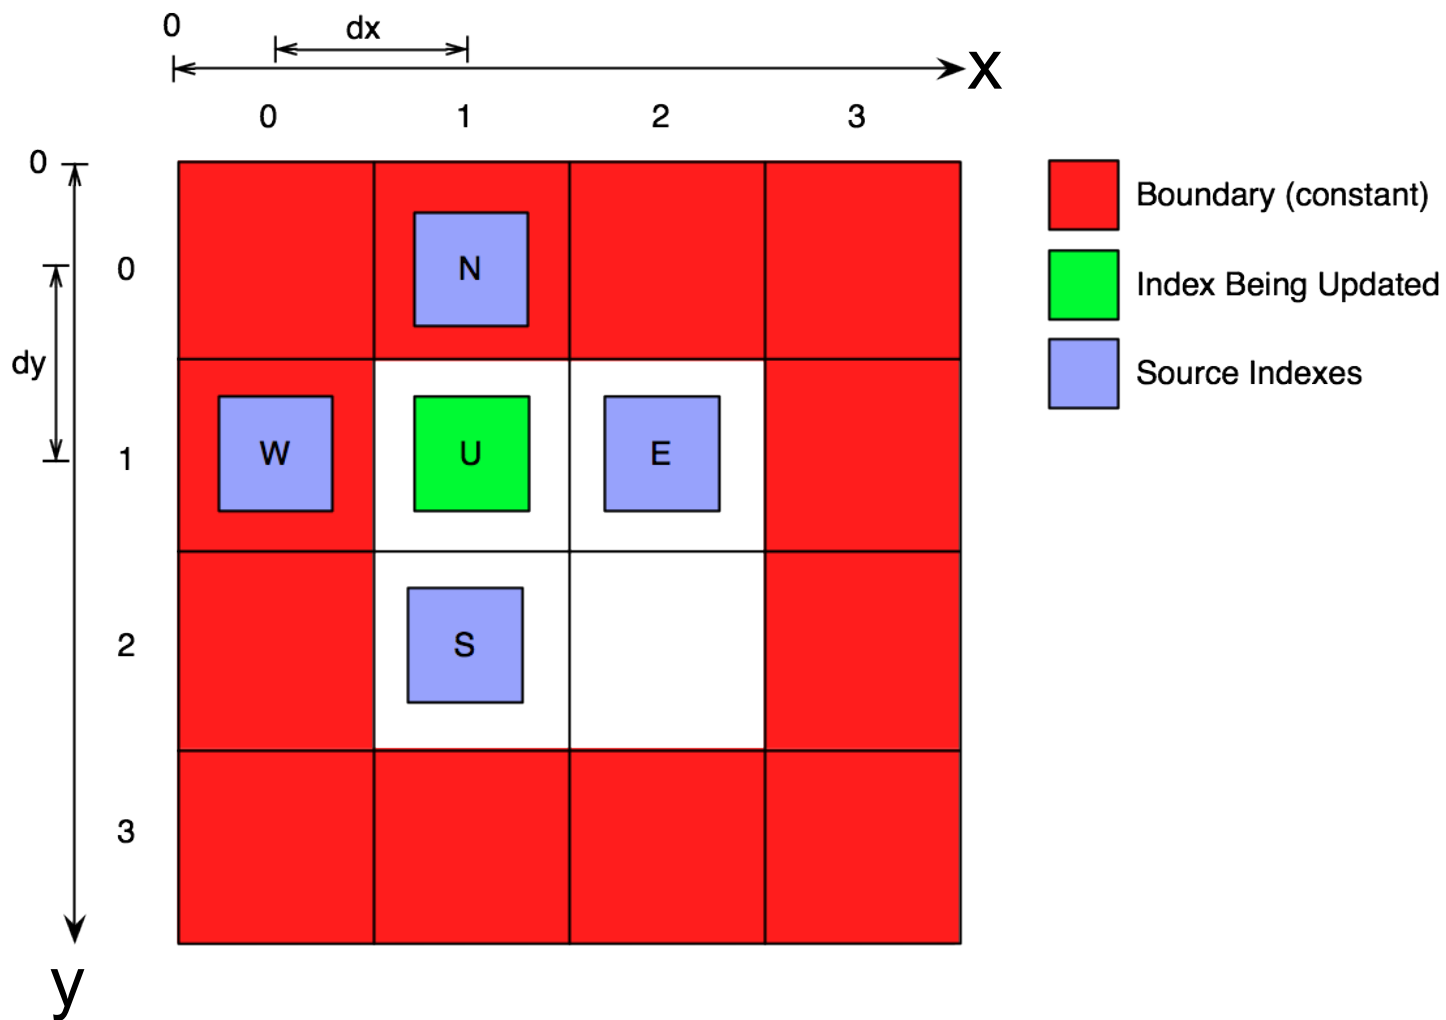 0
dx
x
0 1 2 3
0
Boundary (constant)
0
N
Index Being Updated
dy
Source Indexes
1
W
U
E
2
S
3
y